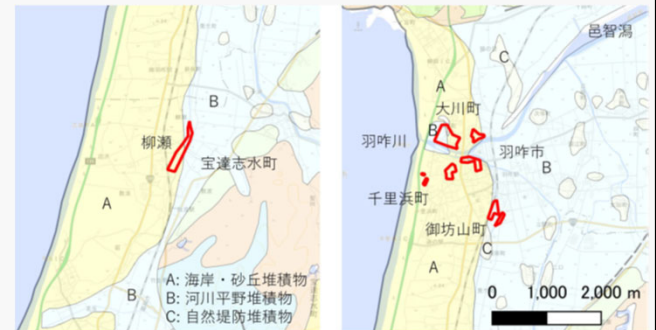 B
柳瀬
宝達志水町
A
B
A: 海岸・砂丘堆積物
B: 河川平野堆積物
C: 自然堤防堆積物
邑智潟
C
A
大川町
B
羽咋川
羽咋市
B
千里浜町
御坊山町
C
A
0 1,000 2,000 m